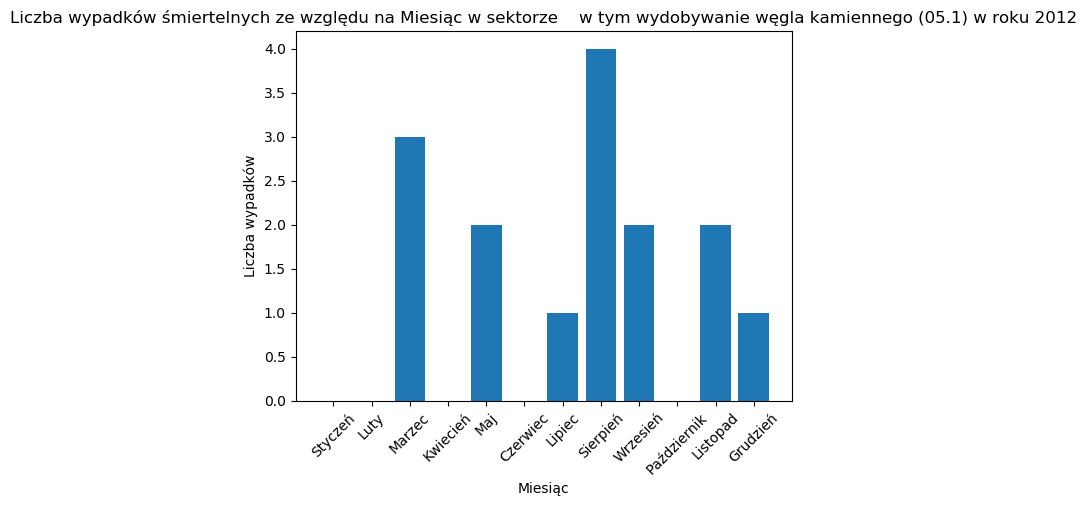 Liczba wypadków śmiertelnych ze względu na Miesiąc w sektorze    w tym wydobywanie węgla kamiennego (05.1) w roku 2012
4.0
3.5
3.0
2.5
2.0
1.5
1.0
0.5
0.0
Liczba wypadków
Styczeń
Luty
Marzec
Kwiecień
Maj
Czerwiec
Lipiec
Sierpień
Wrzesień
Październik
Listopad
Grudzień
Miesiąc